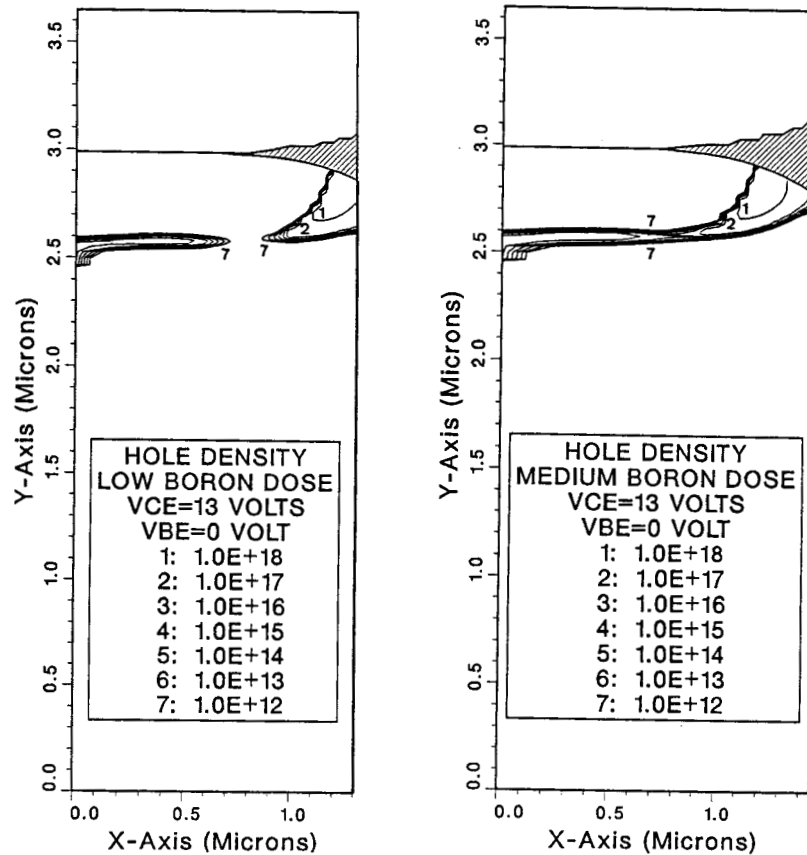 3.5
3.0
2.5
2.0
1.5
1.0
0.5
0.0
Y-Axis (Microns)
1
2
7
7
HOLE DENSITY
LOW BORON DOSE
VCE=13 VOLTS
VBE=0 VOLT
1: 1.0E+18
2: 1.0E+17
3: 1.0E+16
4: 1.0E+15
5: 1.0E+14
6: 1.0E+13
7: 1.0E+12
0.0 0.5 1.0
X-Axis (Microns)
3.5
3.0
2.5
2.0
1.5
1.0
0.5
0.0
Y-Axis (Microns)
7
1
2
7
HOLE DENSITY
MEDIUM BORON DOSE
VCE=13 VOLTS
VBE=0 VOLT
1: 1.0E+18
2: 1.0E+17
3: 1.0E+16
4: 1.0E+15
5: 1.0E+14
6: 1.0E+13
7: 1.0E+12
0.0 0.5 1.0
X-Axis (Microns)